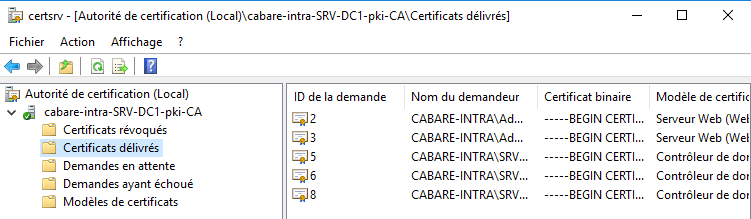 certsrv - [Autorité de certification (Local)\cabare-intra-SRV-DC1-pki-CA\Certificats délivrés]
Fichier Action Affichage ?
Autorité de certification (Local)
cabare-intra-SRV-DC1-pki-CA
Certificats révoqués
Certificats délivrés
Demandes en attente
Demandes ayant échoué
Modèles de certificats
ID de la demande Nom du demandeur Certificat binaire Modèle de certific
2 CABARE-INTRA\Ad... -----BEGIN CERTI... Serveur Web (Web
3 CABARE-INTRA\Ad... -----BEGIN CERTI... Serveur Web (Web
5 CABARE-INTRA\SRV... -----BEGIN CERTI... Contrôleur de dor
6 CABARE-INTRA\SRV... -----BEGIN CERTI... Contrôleur de dor
8 CABARE-INTRA\SRV... -----BEGIN CERTI... Contrôleur de dor